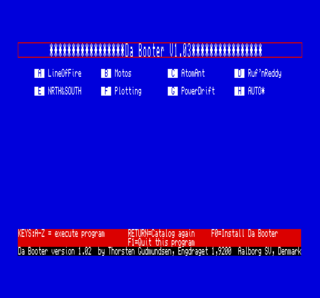 *****************Da Booter V1.03****************
A LineOfFire B Motos C AtomAnt D Ruf'nReddy
E NRTH&SOUTH F Plotting G PowerDrift H AUTO*
KEYS:A-Z = execute program RETURN=Catalog again F0=Install Da Booter
F1=Quit this program
Da Booter version 1.02 by Thorsten Gudmundsen, Engdraget 1,9200 Aalborg SV, Denmark